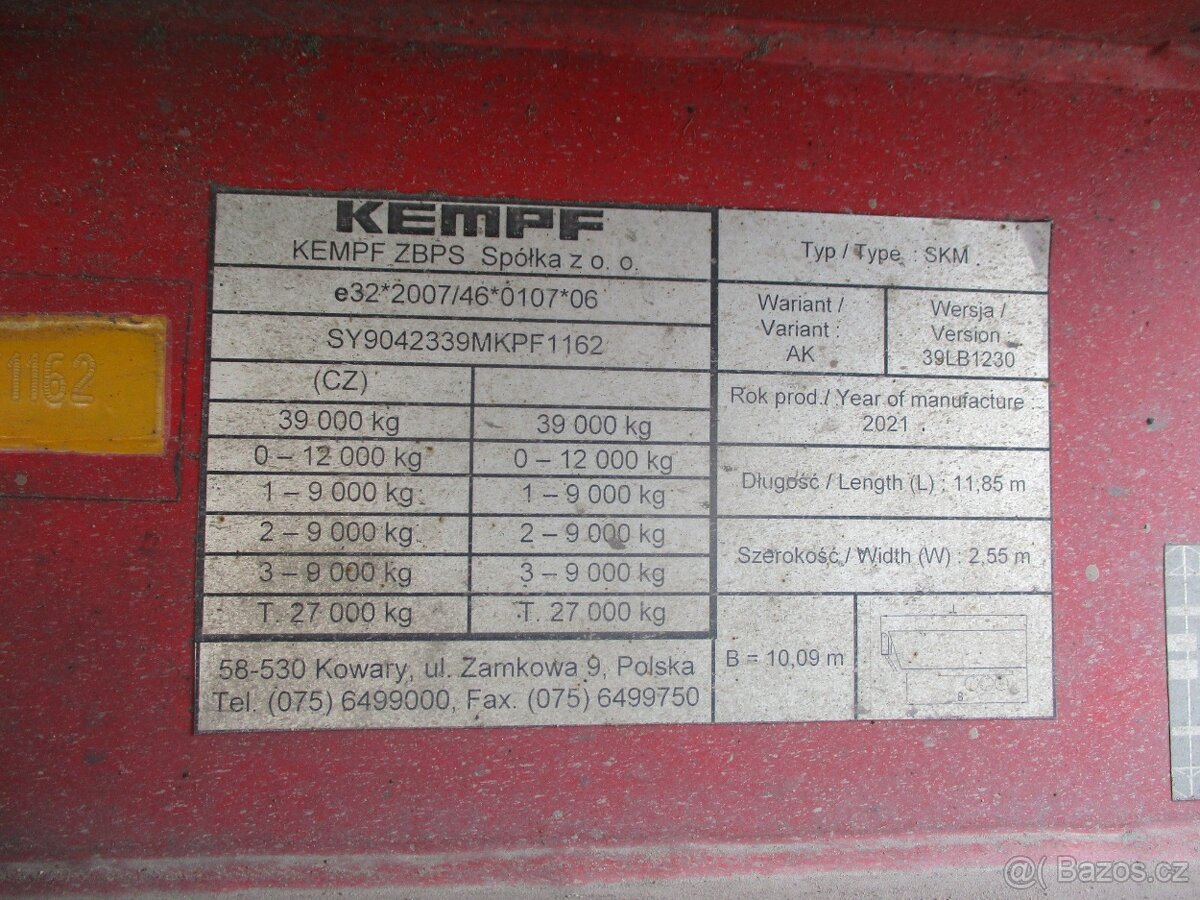 KEMPF
KEMPF ZBPS Spółka z o. o.
e32*2007/46*0107*06
SY9042339MKPF1162
(CZ)
39 000 kg 39 000 kg
0 – 12 000 kg 0 – 12 000 kg
1 – 9 000 kg 1 – 9 000 kg
2 – 9 000 kg 2 – 9 000 kg
3 – 9 000 kg 3 – 9 000 kg
T. 27 000 kg T. 27 000 kg
58-530 Kowary, ul. Zamkowa 9, Polska
Tel. (075) 6499000, Fax. (075) 6499750
Typ / Type : SKM
Wariant /
Variant :
AK
Wersja /
Version :
39LB1230
Rok prod./ Year of manufacture :
2021
Długość / Length (L) : 11,85 m
Szerokość / Width (W) : 2,55 m
B = 10,09 m
L
B
1162
@ Bazos.cz